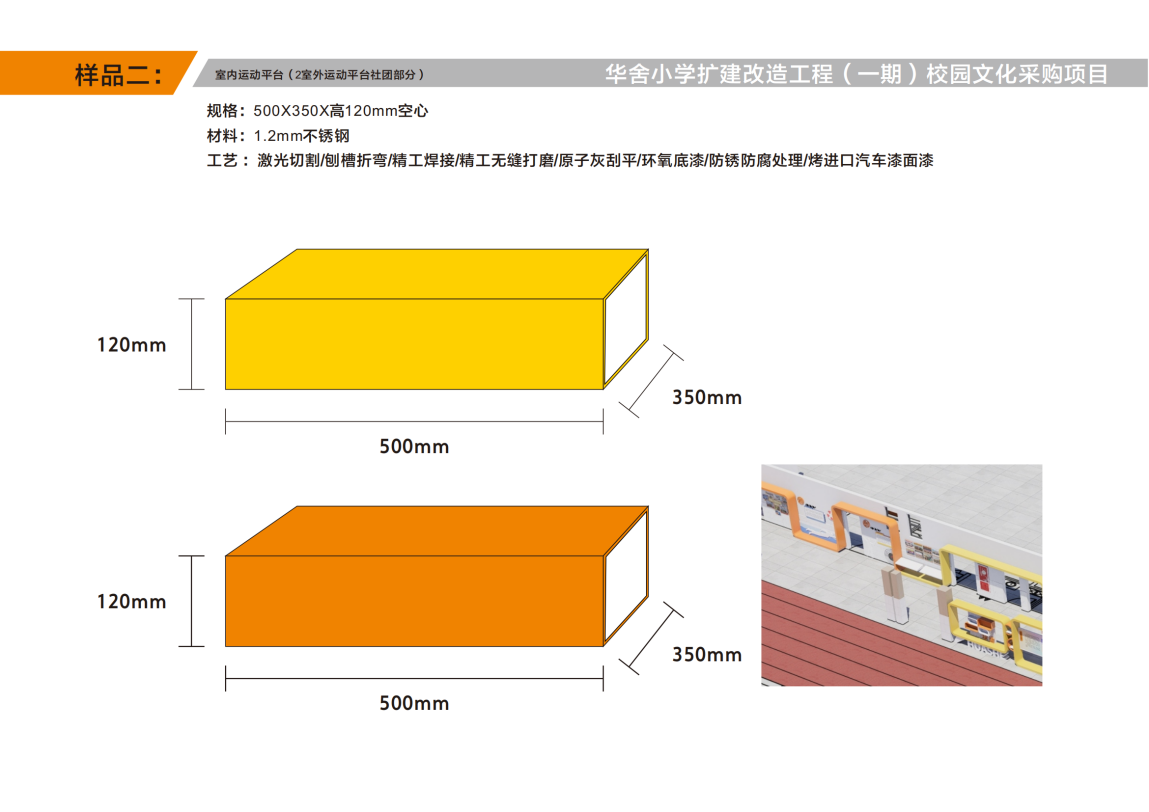 样品二：
室内运动平台（2室外运动平台社团部分）
华舍小学扩建改造工程（一期）校园文化采购项目
规格：500X350X高120mm空心
材料：1.2mm不锈钢
工艺：激光切割/刨槽折弯/精工焊接/精工无缝打磨/原子灰刮平/环氧底漆/防锈防腐处理/烤进口汽车漆面漆
120mm
350mm
500mm
120mm
350mm
500mm